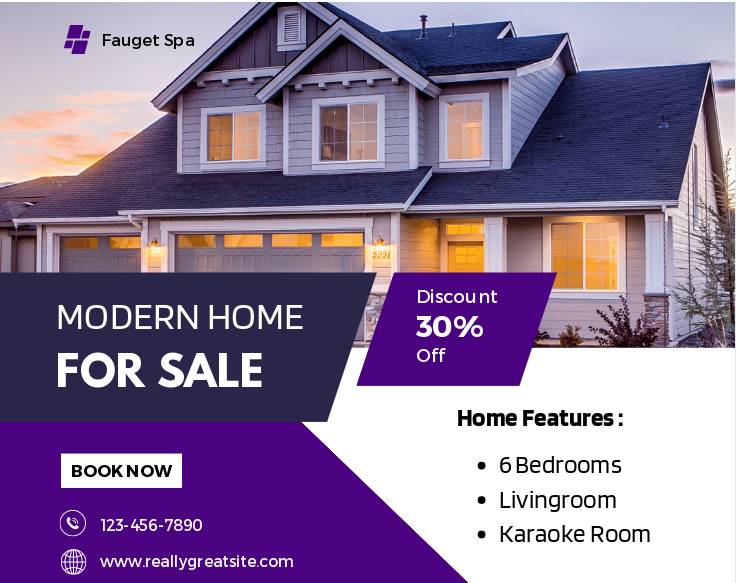 Fauget Spa
5991
MODERN HOME
FOR SALE
Discount
30%
Off
Home Features :
• 6 Bedrooms
• Livingroom
• Karaoke Room
BOOK NOW
123-456-7890
www.reallygreatsite.com